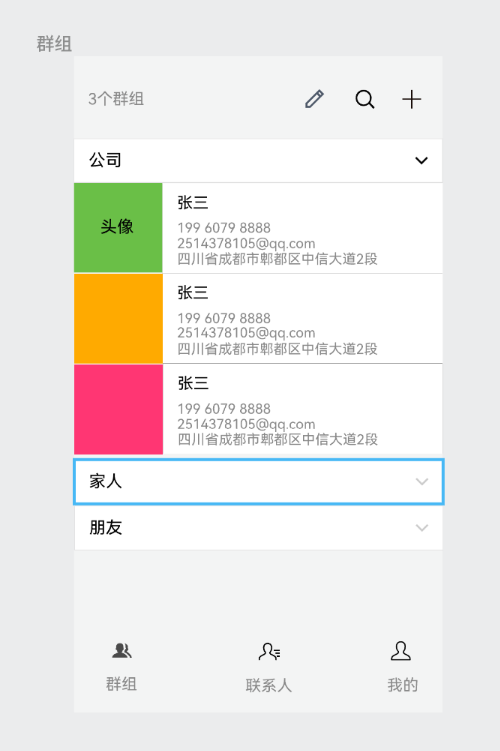 群组
3个群组
公司
头像
张三
199 6079 8888
2514378105@qq.com
四川省成都市郫都区中信大道2段
张三
199 6079 8888
2514378105@qq.com
四川省成都市郫都区中信大道2段
张三
199 6079 8888
2514378105@qq.com
四川省成都市郫都区中信大道2段
家人
朋友
群组
联系人
我的